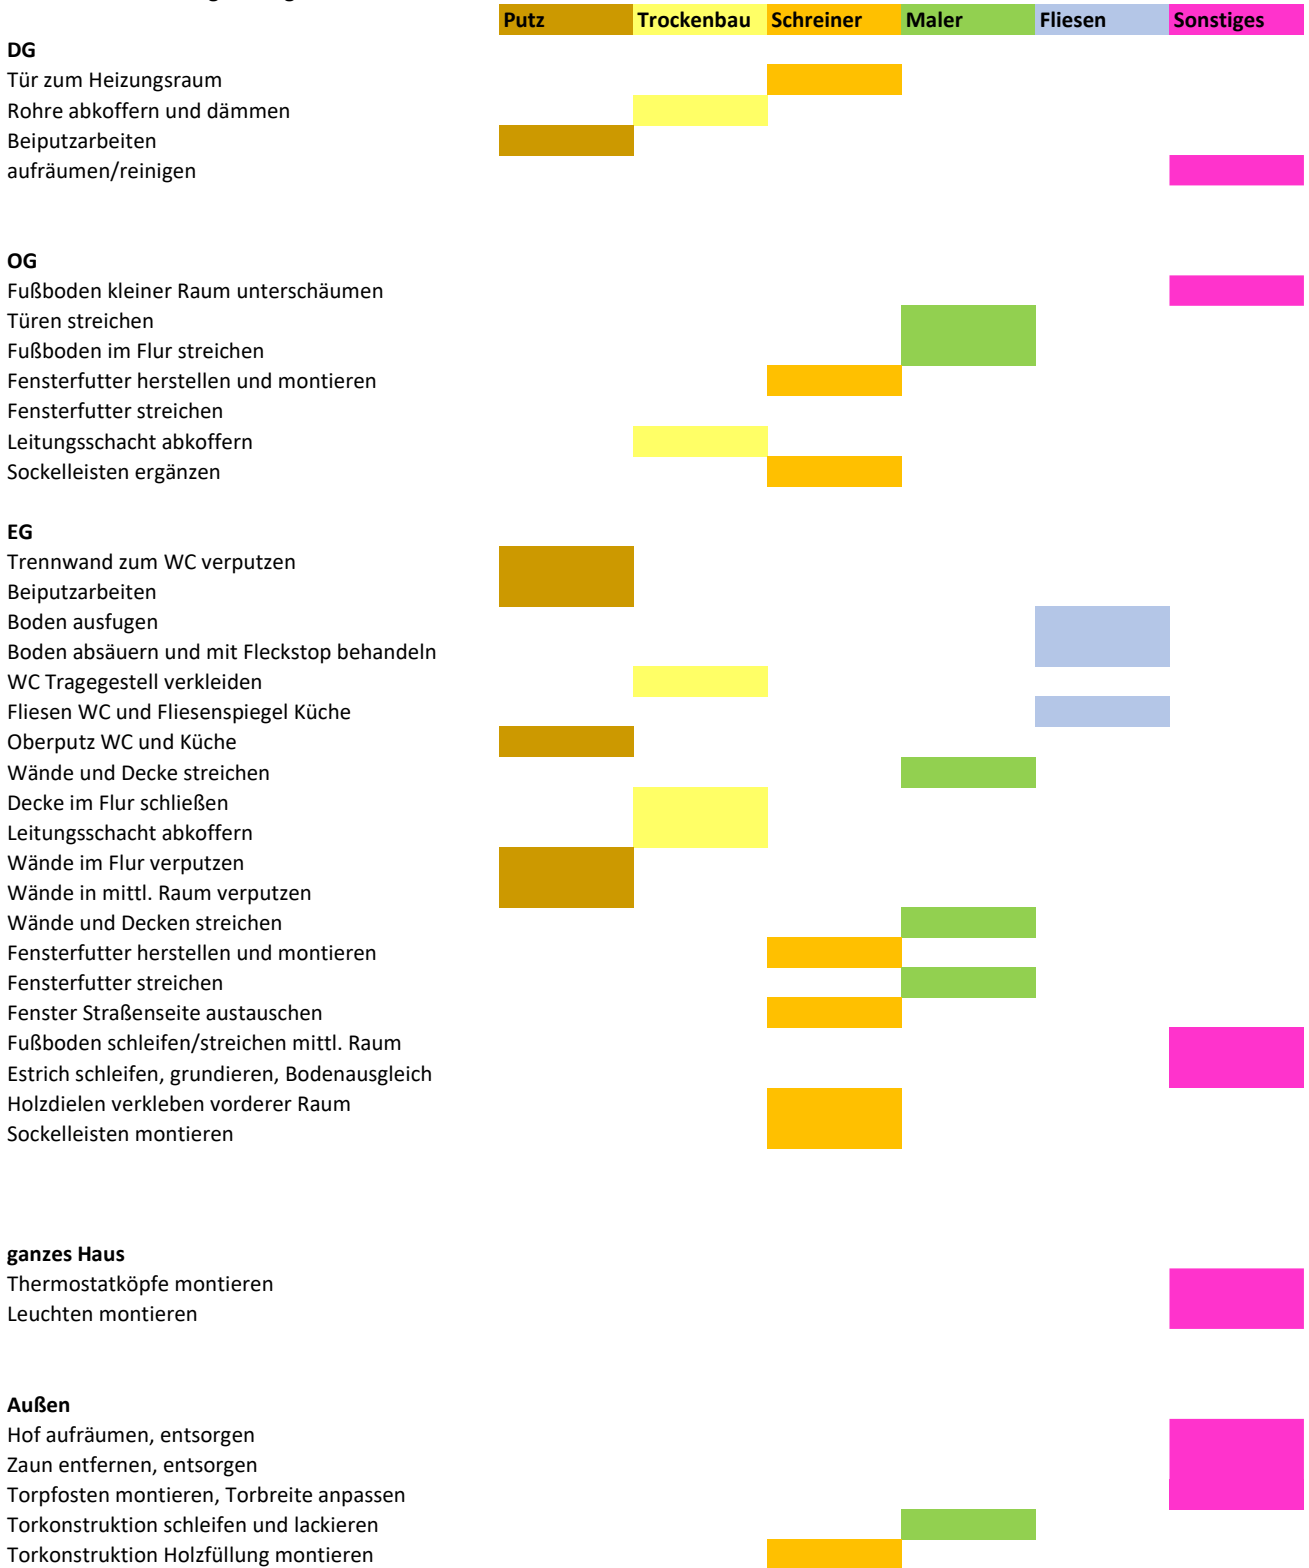 Putz Trockenbau Schreiner Maler Fliesen Sonstiges
DG
Tür zum Heizungsraum
Rohre abkoffern und dämmen
Beiputzarbeiten
aufräumen/reinigen
OG
Fußboden kleiner Raum unterschäumen
Türen streichen
Fußboden im Flur streichen
Fensterfutter herstellen und montieren
Fensterfutter streichen
Leitungsschacht abkoffern
Sockelleisten ergänzen
EG
Trennwand zum WC verputzen
Beiputzarbeiten
Boden ausfugen
Boden absäuern und mit Fleckstop behandeln
WC Tragegestell verkleiden
Fliesen WC und Fliesenspiegel Küche
Oberputz WC und Küche
Wände und Decke streichen
Decke im Flur schließen
Leitungsschacht abkoffern
Wände im Flur verputzen
Wände in mittl. Raum verputzen
Wände und Decken streichen
Fensterfutter herstellen und montieren
Fensterfutter streichen
Fenster Straßenseite austauschen
Fußboden schleifen/streichen mittl. Raum
Estrich schleifen, grundieren, Bodenausgleich
Holzdielen verkleben vorderer Raum
Sockelleisten montieren
ganzes Haus
Thermostatköpfe montieren
Leuchten montieren
Außen
Hof aufräumen, entsorgen
Zaun entfernen, entsorgen
Torpfosten montieren, Torbreite anpassen
Torkonstruktion schleifen und lackieren
Torkonstruktion Holzfüllung montieren